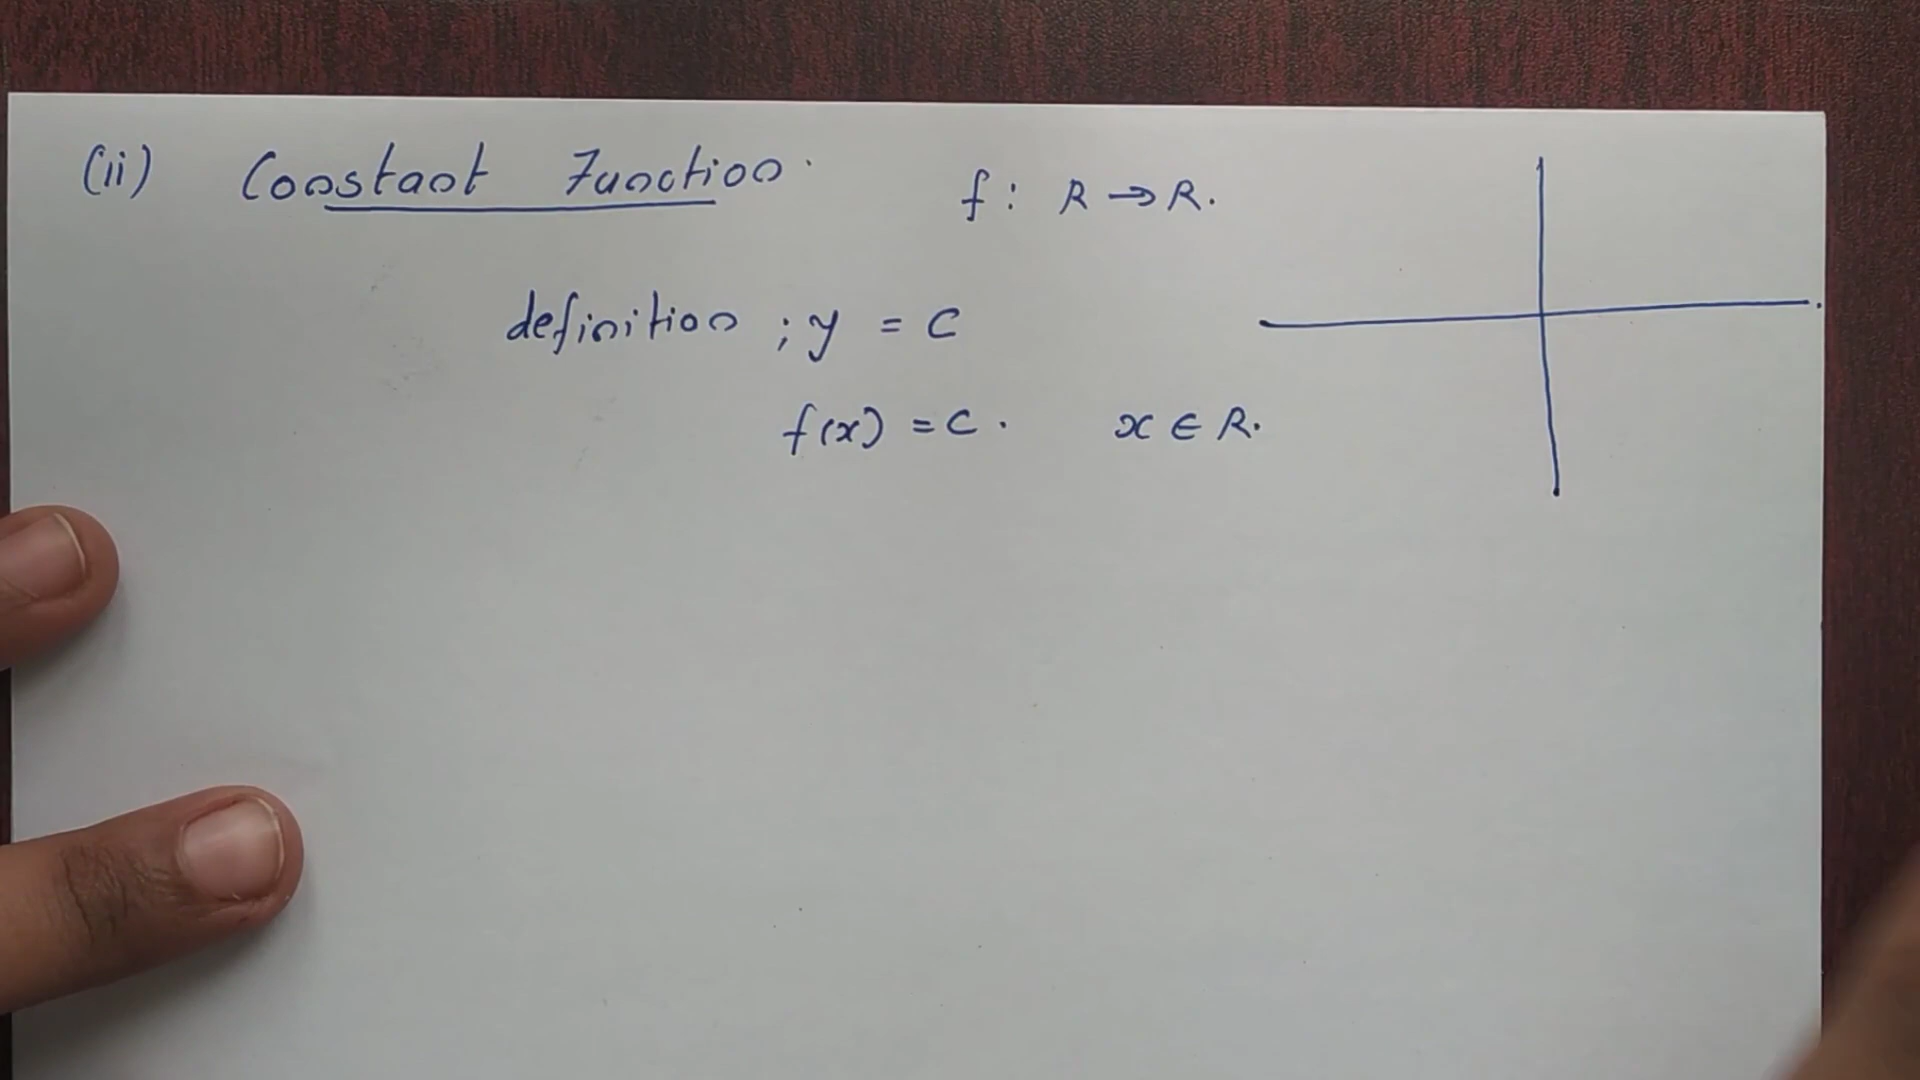 (ii) Constant Function. f : R → R.
definition ; y = C
f(x) = C. x ∈ R.